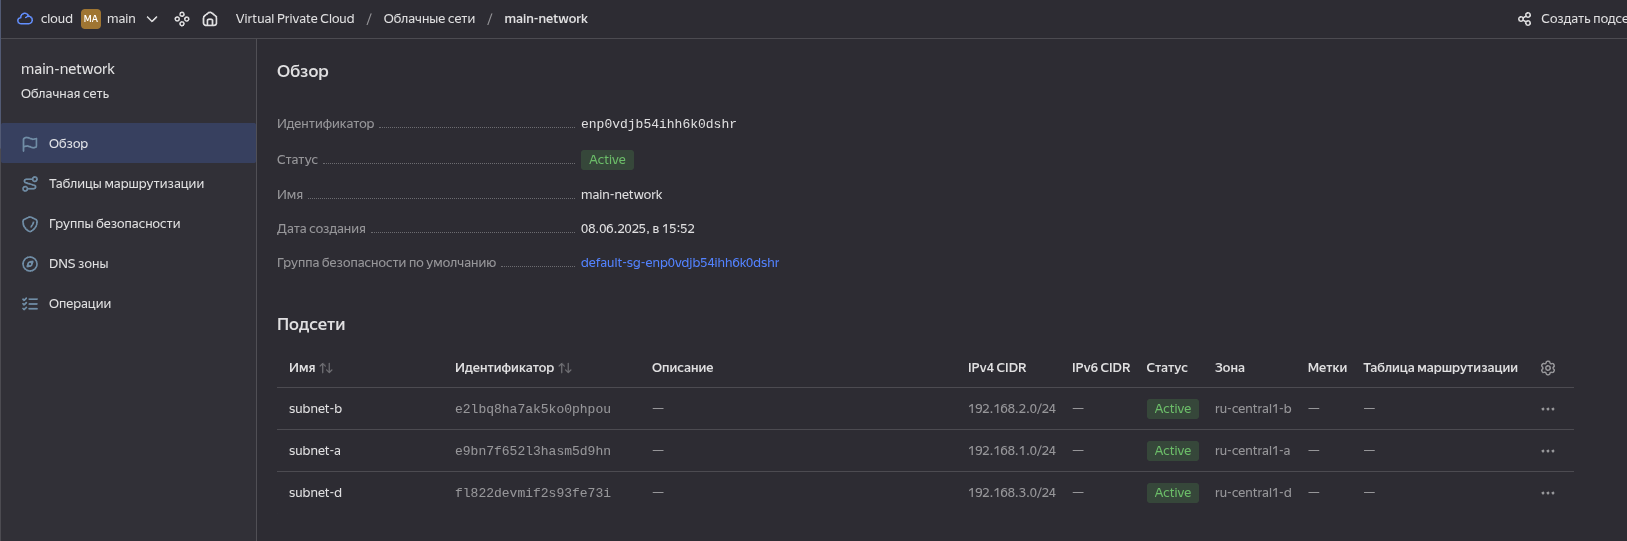 cloud MA main Virtual Private Cloud / Облачные сети / main-network Создать подсе
main-network
Облачная сеть
Обзор
Таблицы маршрутизации
Группы безопасности
DNS зоны
Операции
Обзор
Идентификатор enp0vdjb54ihh6k0dshr
Статус Active
Имя main-network
Дата создания 08.06.2025, в 15:52
Группа безопасности по умолчанию default-sg-enp0vdjb54ihh6k0dshr
Подсети
Имя Идентификатор Описание IPv4 CIDR IPv6 CIDR Статус Зона Метки Таблица маршрутизации
subnet-b e2lbq8ha7ak5ko0phpou — 192.168.2.0/24 — Active ru-central1-b — —
subnet-a e9bn7f652l3hasm5d9hn — 192.168.1.0/24 — Active ru-central1-a — —
subnet-d fl822devmif2s93fe73i — 192.168.3.0/24 — Active ru-central1-d — —